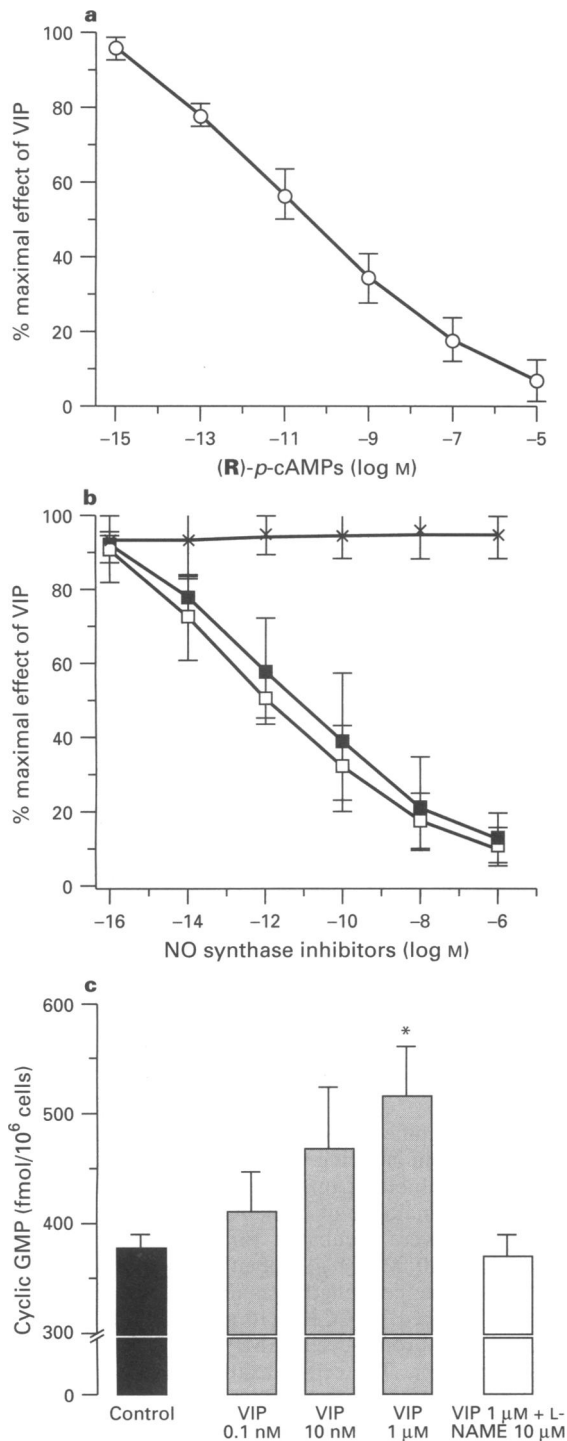 a
100
80
60
40
20
0
% maximal effect of VIP
–15 –13 –11 –9 –7 –5
(R)-p-cAMPs (log M)
b
100
80
60
40
20
0
% maximal effect of VIP
–16 –14 –12 –10 –8 –6
NO synthase inhibitors (log M)
c
600
500
400
300
0
Cyclic GMP (fmol/10⁶ cells)
*
Control VIP VIP VIP VIP 1 μM + L-
0.1 nM 10 nM 1 μM NAME 10 μM